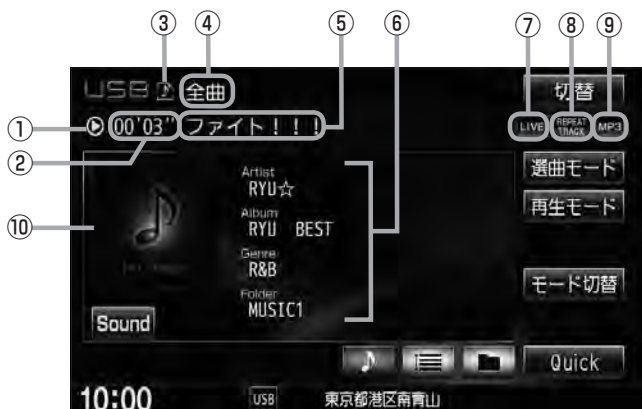 ③ ④ ⑤ ⑥ ⑦ ⑧ ⑨
USB 全曲 切替
① 00'03" ファイト！！！ LIVE REPEAT TRACK MP3
②
選曲モード
Artist
RYU☆
再生モード
Album
RYU BEST
⑩
Genre
R&B
モード切替
Folder
MUSIC1
Sound
Quick
10:00 USB 東京都港区南青山